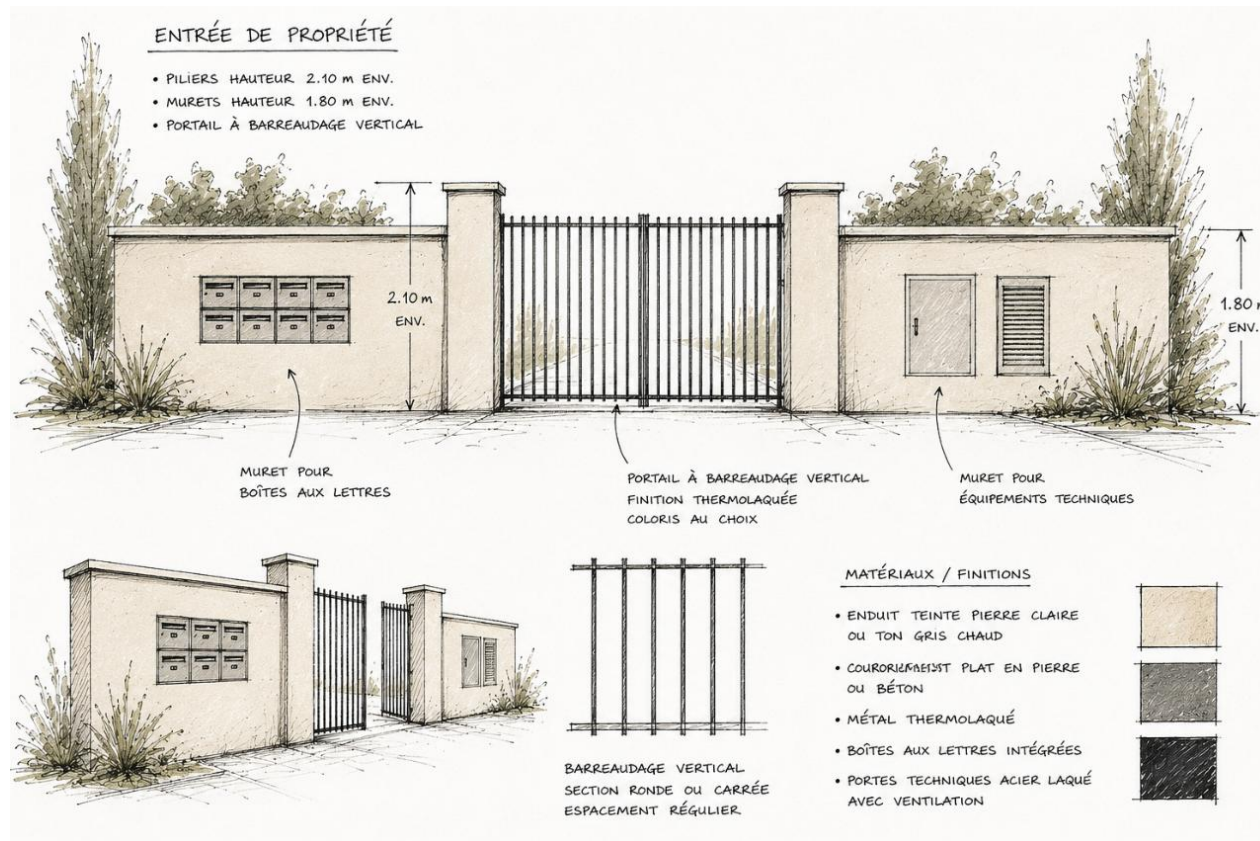 ENTRÉE DE PROPRIÉTÉ
• PILIERS HAUTEUR 2.10 m ENV.
• MURETS HAUTEUR 1.80 m ENV.
• PORTAIL À BARREAUDAGE VERTICAL
2.10 m
ENV.
1.80
ENV.
MURET POUR
BOÎTES AUX LETTRES
PORTAIL À BARREAUDAGE VERTICAL
FINITION THERMOLAQUÉE
COLORIS AU CHOIX
MURET POUR
ÉQUIPEMENTS TECHNIQUES
BARREAUDAGE VERTICAL
SECTION RONDE OU CARRÉE
ESPACEMENT RÉGULIER
MATÉRIAUX / FINITIONS
• ENDUIT TEINTE PIERRE CLAIRE
OU TON GRIS CHAUD
• PLAT EN PIERRE
OU BÉTON
• MÉTAL THERMOLAQUÉ
• BOÎTES AUX LETTRES INTÉGRÉES
• PORTES TECHNIQUES ACIER LAQUÉ
AVEC VENTILATION